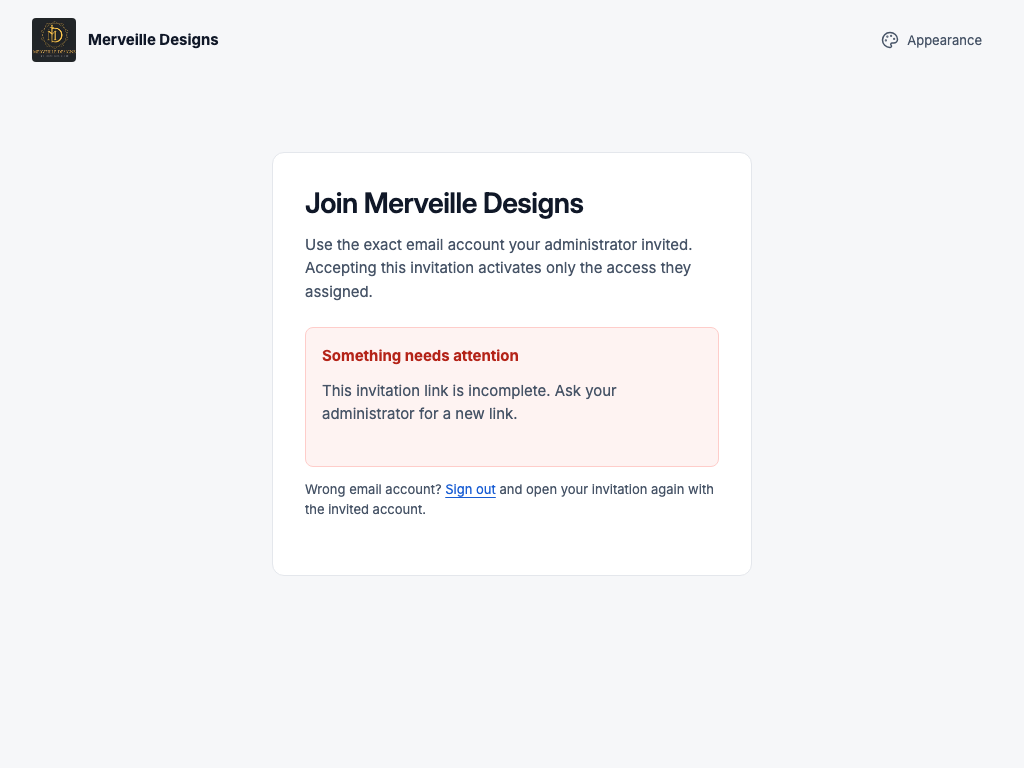 MERVEILLE DESIGNS
Merveille Designs
Appearance
Join Merveille Designs
Use the exact email account your administrator invited.
Accepting this invitation activates only the access they
assigned.
Something needs attention
This invitation link is incomplete. Ask your
administrator for a new link.
Wrong email account? Sign out and open your invitation again with
the invited account.